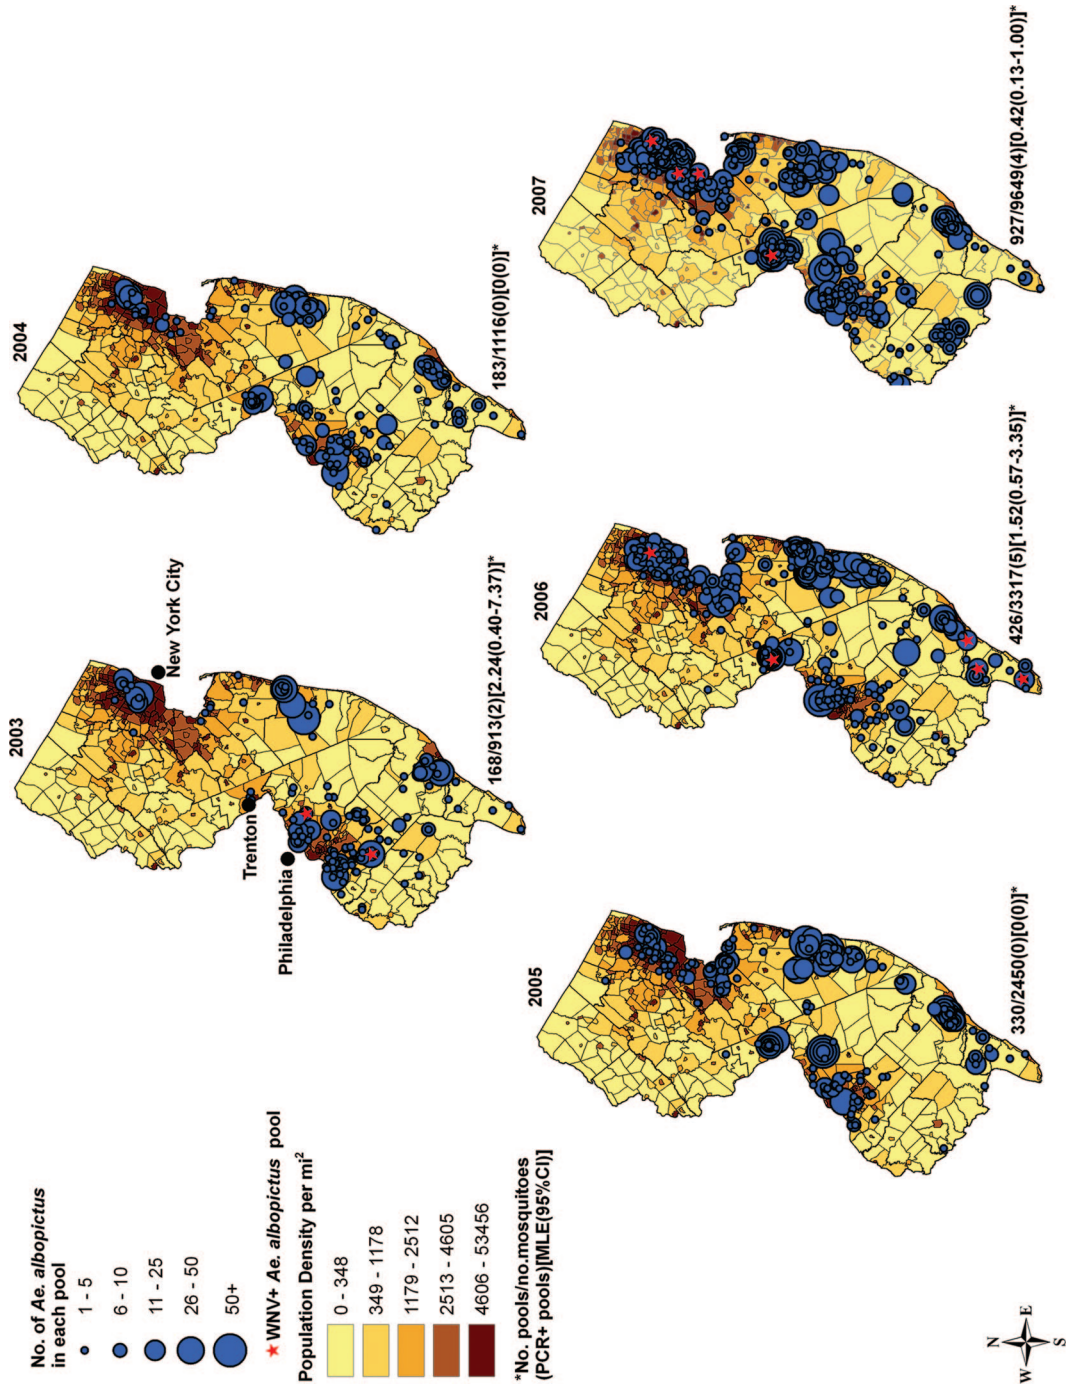 No. of Ae. albopictus
in each pool
1 - 5
6 - 10
11 - 25
26 - 50
50+
WNV+ Ae. albopictus pool
Population Density per mi²
0 - 348
349 - 1178
1179 - 2512
2513 - 4605
4606 - 53456
*No. pools/no.mosquitoes
(PCR+ pools)[MLE(95%CI)]
2003
New York City
Trenton
Philadelphia
168/913(2)[2.24(0.40-7.37)]*
2004
183/1116(0)[0(0)]*
2005
330/2450(0)[0(0)]*
2006
426/3317(5)[1.52(0.57-3.35)]*
2007
927/9649(4)[0.42(0.13-1.00)]*
N
W E
S